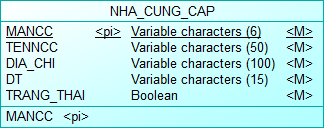 NHA_CUNG_CAP
MANCC <pi> Variable characters (6) <M>
TENNCC Variable characters (50) <M>
DIA_CHI Variable characters (100) <M>
DT Variable characters (15) <M>
TRANG_THAI Boolean <M>
MANCC <pi>